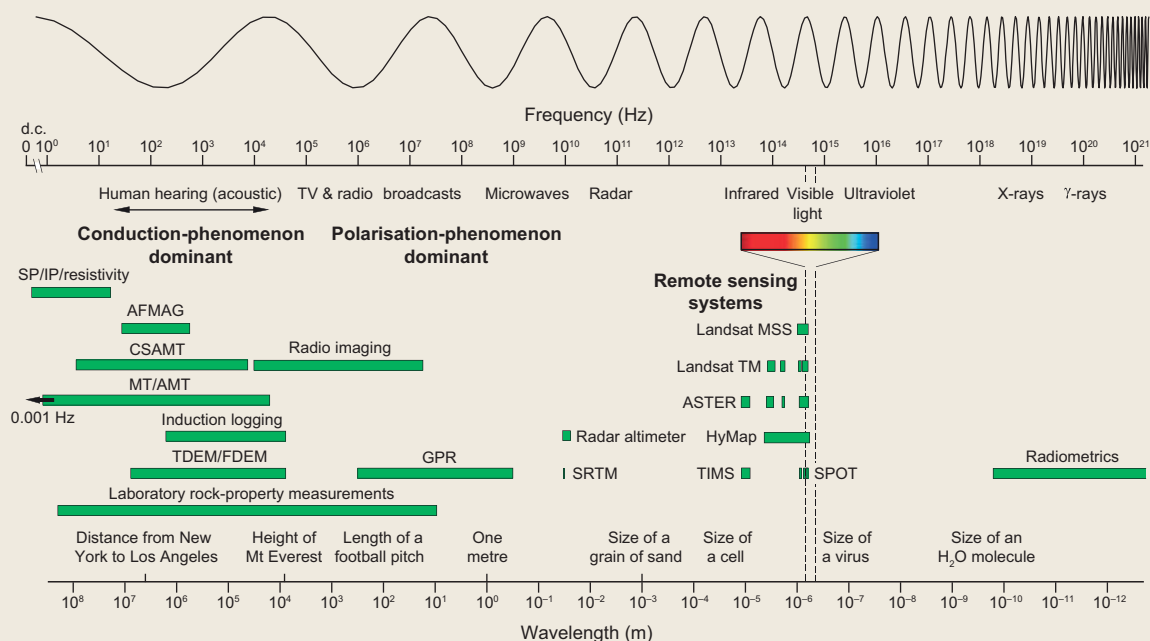 Frequency (Hz)
d.c.
0 10⁰ 10¹ 10² 10³ 10⁴ 10⁵ 10⁶ 10⁷ 10⁸ 10⁹ 10¹⁰ 10¹¹ 10¹² 10¹³ 10¹⁴ 10¹⁵ 10¹⁶ 10¹⁷ 10¹⁸ 10¹⁹ 10²⁰ 10²¹
Human hearing (acoustic) TV & radio broadcasts Microwaves Radar Infrared Visible Ultraviolet X-rays γ-rays
light
Conduction-phenomenon
dominant
Polarisation-phenomenon
dominant
SP/IP/resistivity
Remote sensing
systems
AFMAG
Landsat MSS
CSAMT
Radio imaging
Landsat TM
MT/AMT
ASTER
0.001 Hz
Induction logging
Radar altimeter
HyMap
TDEM/FDEM
GPR
SRTM
TIMS
SPOT
Radiometrics
Laboratory rock-property measurements
Distance from New
York to Los Angeles
Height of
Mt Everest
Length of a
football pitch
One
metre
Size of a
grain of sand
Size of
a cell
Size of
a virus
Size of an
H₂O molecule
10⁸ 10⁷ 10⁶ 10⁵ 10⁴ 10³ 10² 10¹ 10⁰ 10⁻¹ 10⁻² 10⁻³ 10⁻⁴ 10⁻⁵ 10⁻⁶ 10⁻⁷ 10⁻⁸ 10⁻⁹ 10⁻¹⁰ 10⁻¹¹ 10⁻¹²
Wavelength (m)